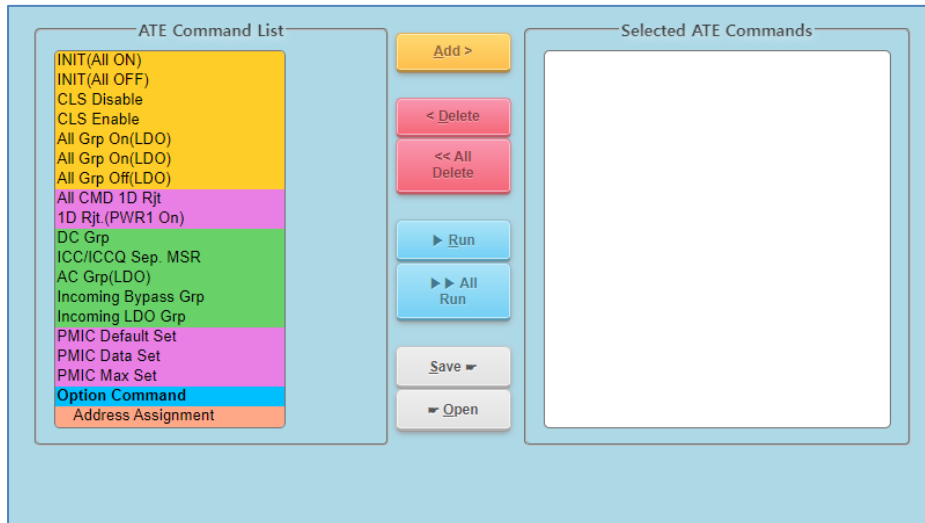 ATE Command List
INIT(All ON)
INIT(All OFF)
CLS Disable
CLS Enable
All Grp On(LDO)
All Grp On(LDO)
All Grp Off(LDO)
All CMD 1D Rjt
1D Rjt.(PWR1 On)
DC Grp
ICC/ICCQ Sep. MSR
AC Grp(LDO)
Incoming Bypass Grp
Incoming LDO Grp
PMIC Default Set
PMIC Data Set
PMIC Max Set
Option Command
Address Assignment
Add >
< Delete
<< All
Delete
▶ Run
▶▶ All
Run
Save ☛
☛ Open
Selected ATE Commands